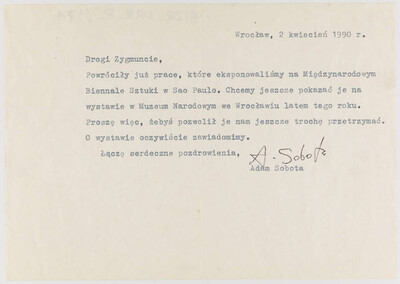 Wrocław, 2 kwiecień 1990 r.
Drogi Zygmuncie,
Powróciły już prace, które eksponowaliśmy na Międzynarodowym
Biennale Sztuki w Sao Paulo. Chcemy jeszcze pokazać je na
wystawie w Muzeum Narodowym we Wrocławiu latem tego roku.
Proszę więc, żebyś pozwolił je nam jeszcze trochę przetrzymać.
O wystawie oczywiście zawiadomimy.
Łączę serdeczne pozdrowienia,
A. Sobota
Adam Sobota